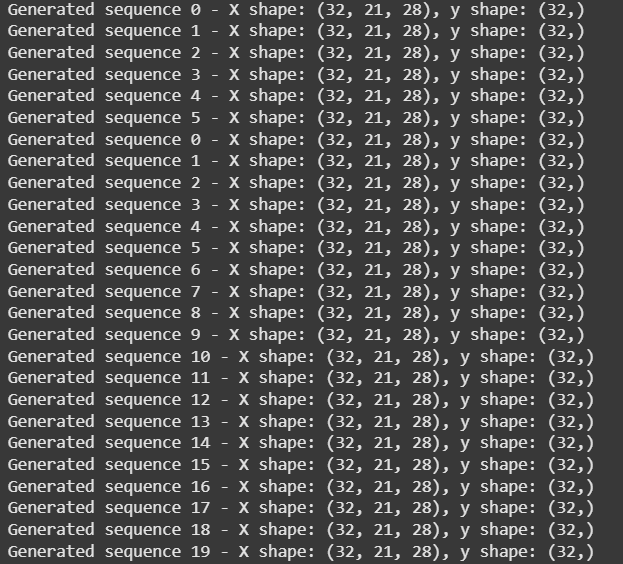 Generated sequence 0 - X shape: (32, 21, 28), y shape: (32,)
Generated sequence 1 - X shape: (32, 21, 28), y shape: (32,)
Generated sequence 2 - X shape: (32, 21, 28), y shape: (32,)
Generated sequence 3 - X shape: (32, 21, 28), y shape: (32,)
Generated sequence 4 - X shape: (32, 21, 28), y shape: (32,)
Generated sequence 5 - X shape: (32, 21, 28), y shape: (32,)
Generated sequence 0 - X shape: (32, 21, 28), y shape: (32,)
Generated sequence 1 - X shape: (32, 21, 28), y shape: (32,)
Generated sequence 2 - X shape: (32, 21, 28), y shape: (32,)
Generated sequence 3 - X shape: (32, 21, 28), y shape: (32,)
Generated sequence 4 - X shape: (32, 21, 28), y shape: (32,)
Generated sequence 5 - X shape: (32, 21, 28), y shape: (32,)
Generated sequence 6 - X shape: (32, 21, 28), y shape: (32,)
Generated sequence 7 - X shape: (32, 21, 28), y shape: (32,)
Generated sequence 8 - X shape: (32, 21, 28), y shape: (32,)
Generated sequence 9 - X shape: (32, 21, 28), y shape: (32,)
Generated sequence 10 - X shape: (32, 21, 28), y shape: (32,)
Generated sequence 11 - X shape: (32, 21, 28), y shape: (32,)
Generated sequence 12 - X shape: (32, 21, 28), y shape: (32,)
Generated sequence 13 - X shape: (32, 21, 28), y shape: (32,)
Generated sequence 14 - X shape: (32, 21, 28), y shape: (32,)
Generated sequence 15 - X shape: (32, 21, 28), y shape: (32,)
Generated sequence 16 - X shape: (32, 21, 28), y shape: (32,)
Generated sequence 17 - X shape: (32, 21, 28), y shape: (32,)
Generated sequence 18 - X shape: (32, 21, 28), y shape: (32,)
Generated sequence 19 - X shape: (32, 21, 28), y shape: (32,)